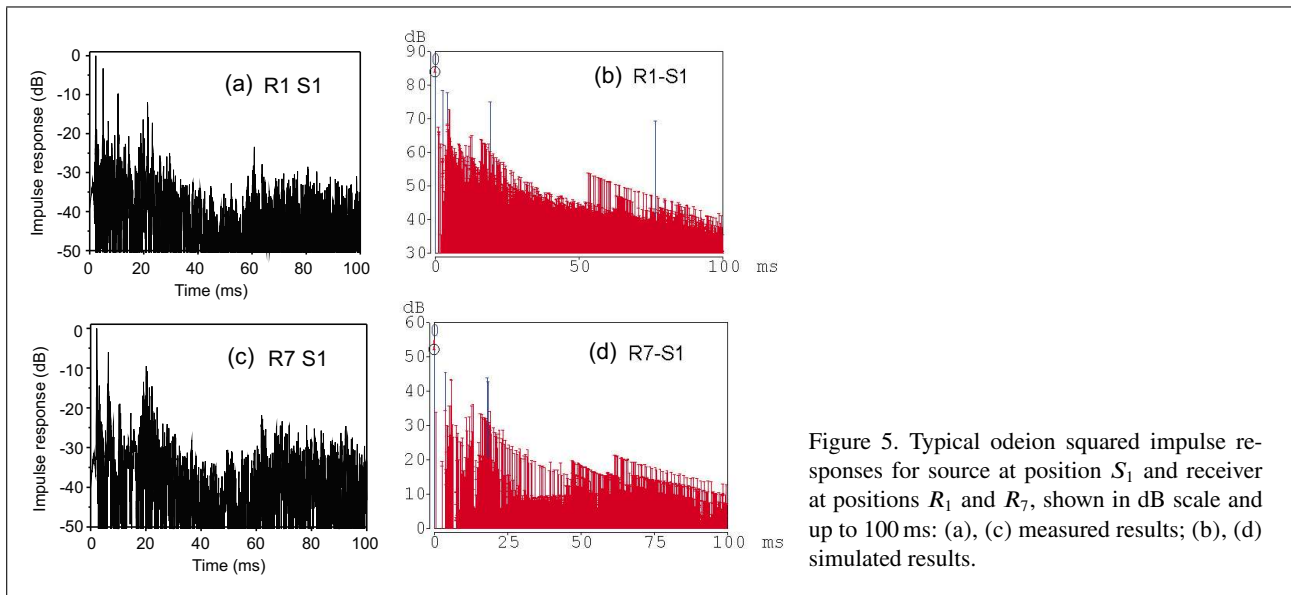 0
-10
-20
-30
-40
-50
Impulse response (dB)
(a) R1 S1
0 20 40 60 80 100
Time (ms)
dB
90
80
70
60
50
40
30
0
(b) R1-S1
0 50 100 ms
0
-10
-20
-30
-40
-50
Impulse response (dB)
(c) R7 S1
0 20 40 60 80 100
Time (ms)
dB
60
50
40
30
20
10
0
0
(d) R7-S1
0 25 50 75 100 ms
Figure 5. Typical odeion squared impulse re-
sponses for source at position S₁ and receiver
at positions R₁ and R₇, shown in dB scale and
up to 100 ms: (a), (c) measured results; (b), (d)
simulated results.